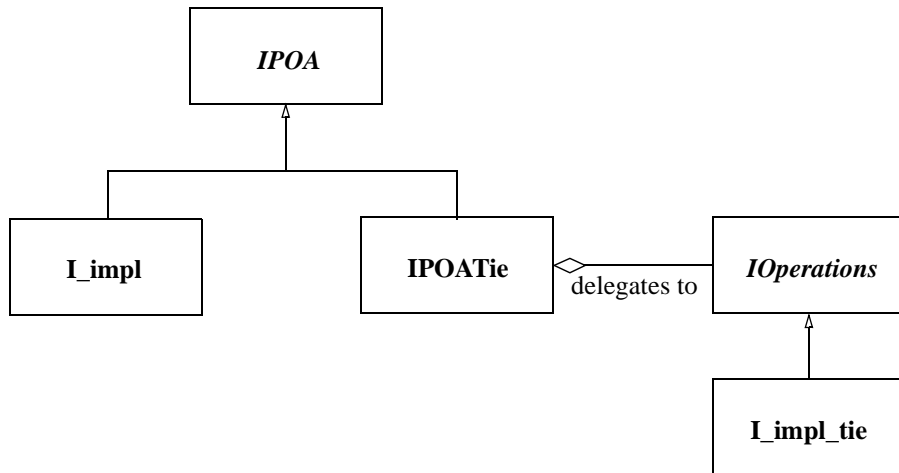 IPOA
I_impl
IPOATie
IOperations
delegates to
I_impl_tie